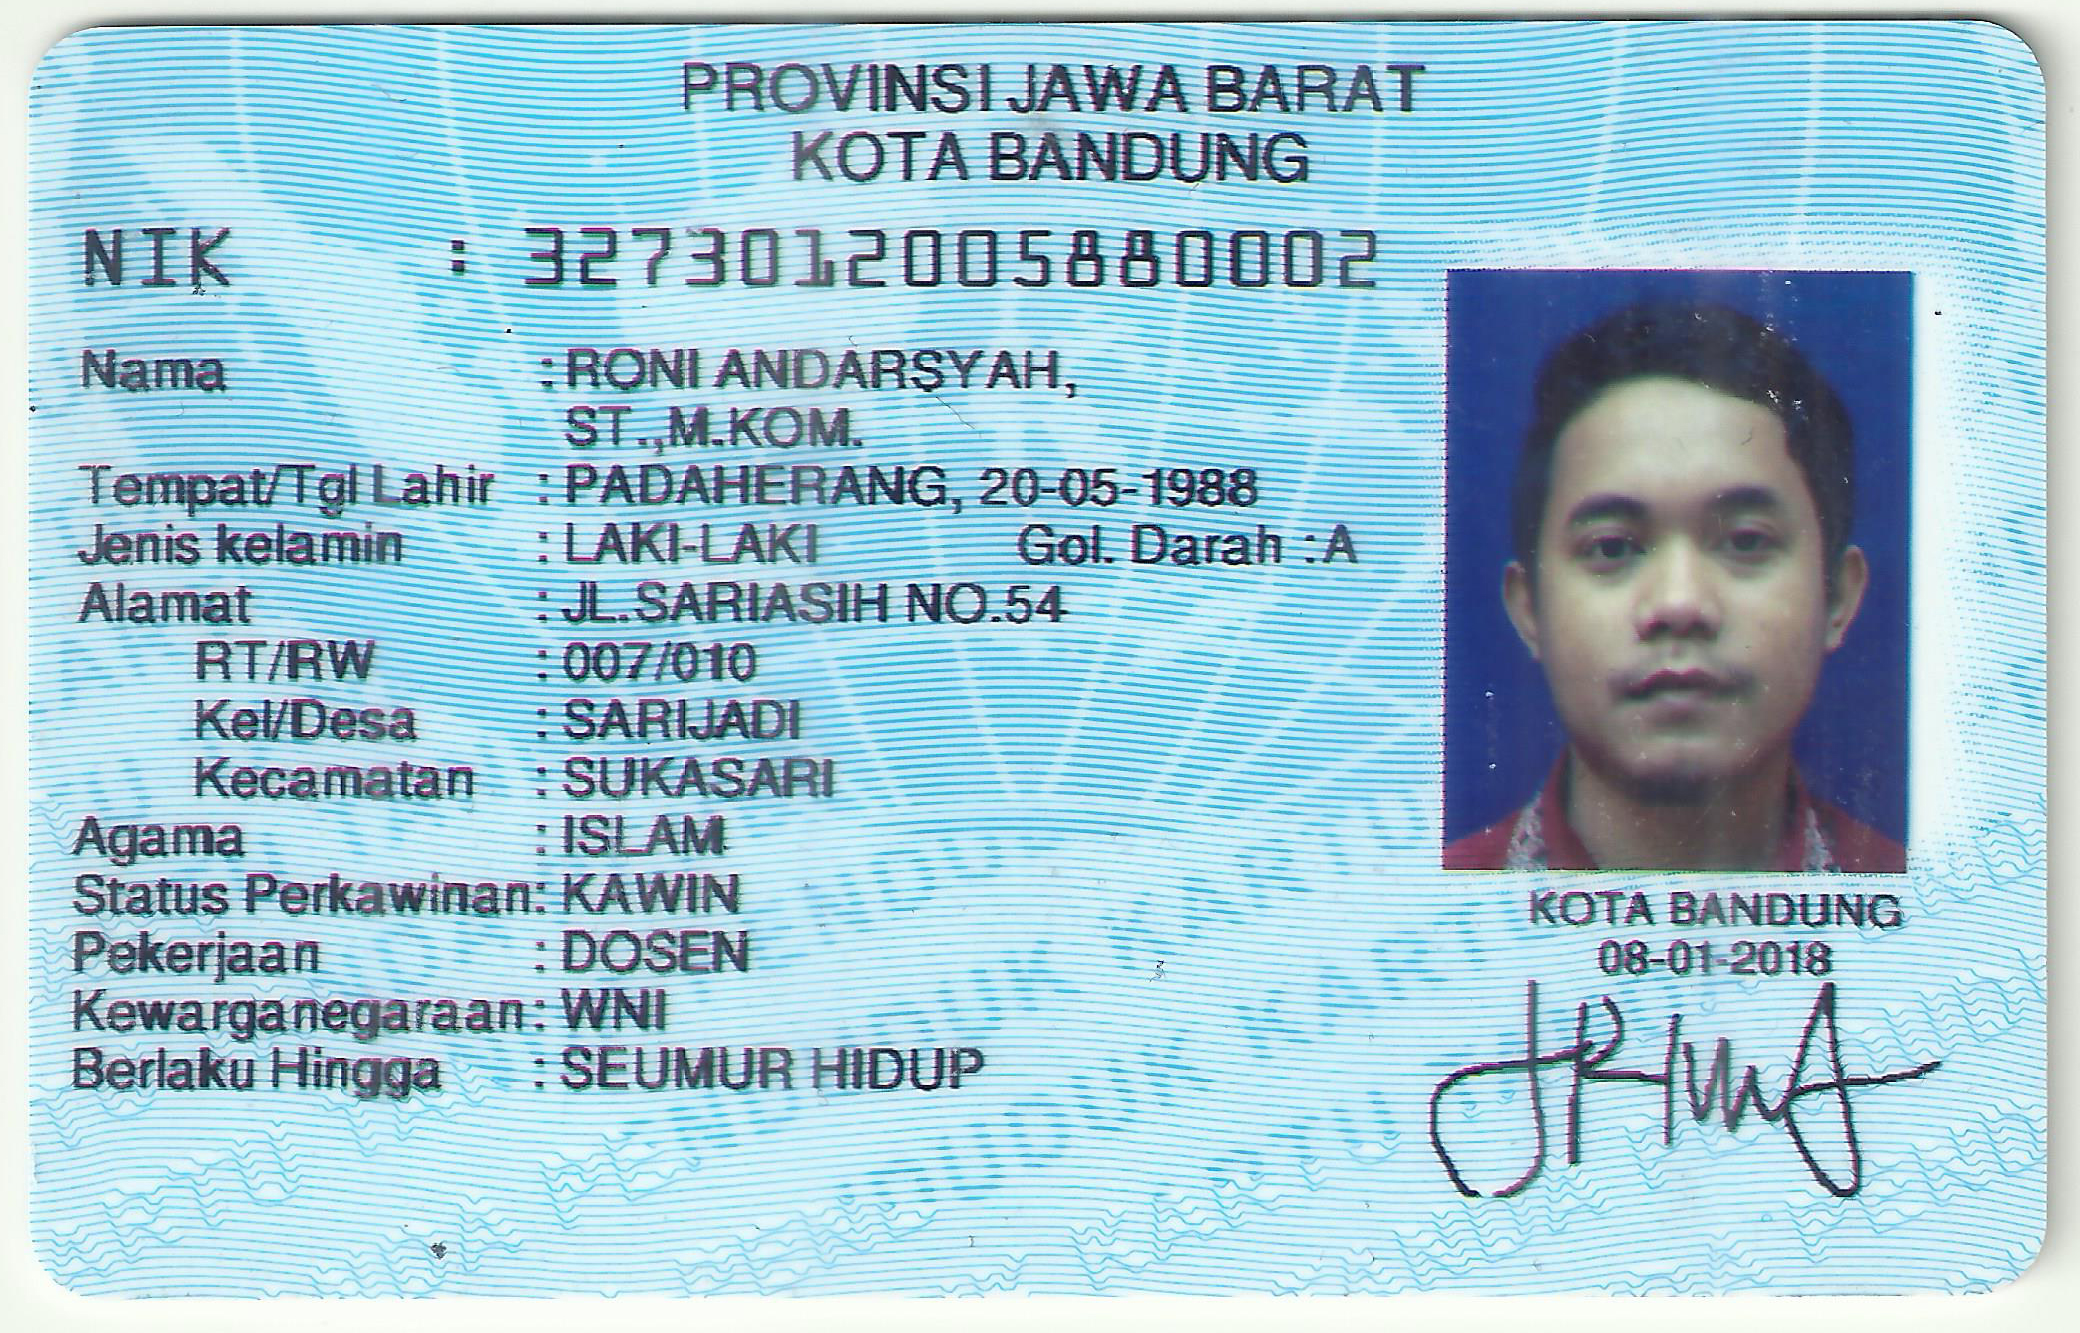 PROVINSI JAWA BARAT
KOTA BANDUNG
NIK : 3273012005880002
Nama : RONI ANDARSYAH,
ST.,M.KOM.
Tempat/Tgl Lahir : PADAHERANG, 20-05-1988
Jenis kelamin : LAKI-LAKI Gol. Darah : A
Alamat : JL.SARIASIH NO.54
RT/RW : 007/010
Kel/Desa : SARIJADI
Kecamatan : SUKASARI
Agama : ISLAM
Status Perkawinan: KAWIN
Pekerjaan : DOSEN
Kewarganegaraan: WNI
Berlaku Hingga : SEUMUR HIDUP
KOTA BANDUNG
08-01-2018